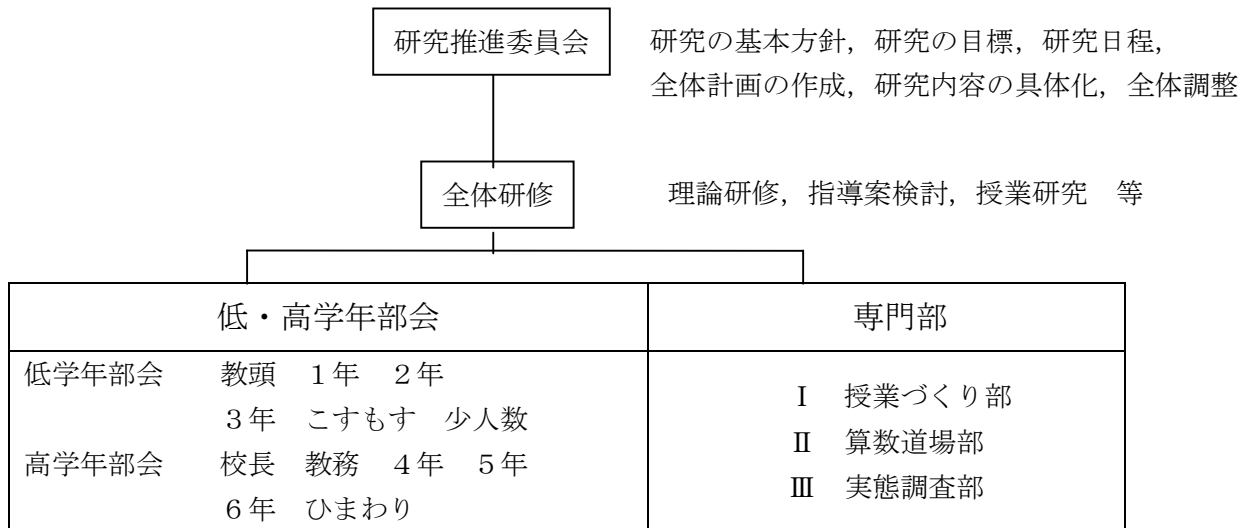 研究推進委員会
研究の基本方針，研究の目標，研究日程，
全体計画の作成，研究内容の具体化，全体調整
全体研修
理論研修，指導案検討，授業研究　等
低・高学年部会
専門部
低学年部会　　教頭　１年　２年
３年　こすもす　少人数
高学年部会　　校長　教務　４年　５年
６年　ひまわり
Ⅰ　授業づくり部
Ⅱ　算数道場部
Ⅲ　実態調査部